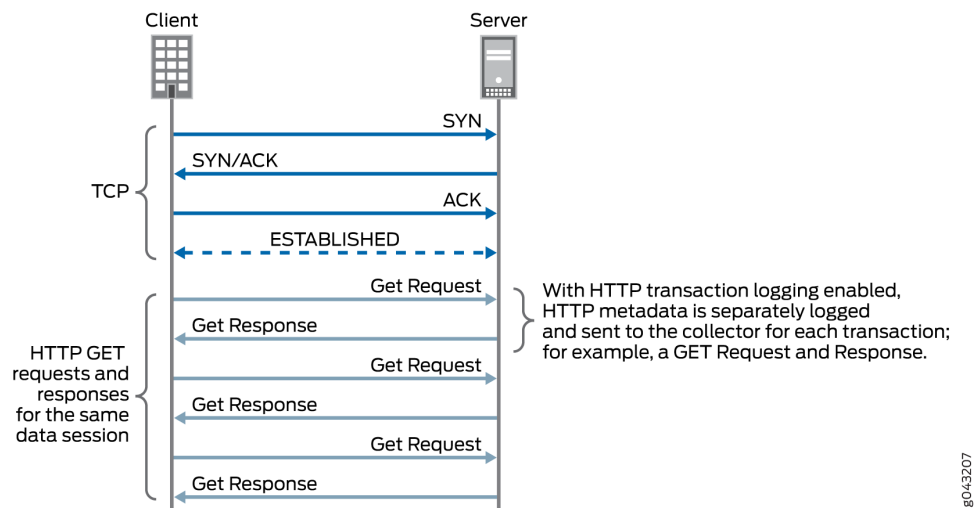 Client
Server
SYN
SYN/ACK
TCP
ACK
ESTABLISHED
Get Request
With HTTP transaction logging enabled,
HTTP metadata is separately logged
and sent to the collector for each transaction;
for example, a GET Request and Response.
Get Response
HTTP GET
requests and
responses
for the same
data session
Get Request
Get Response
Get Request
Get Response
g043207